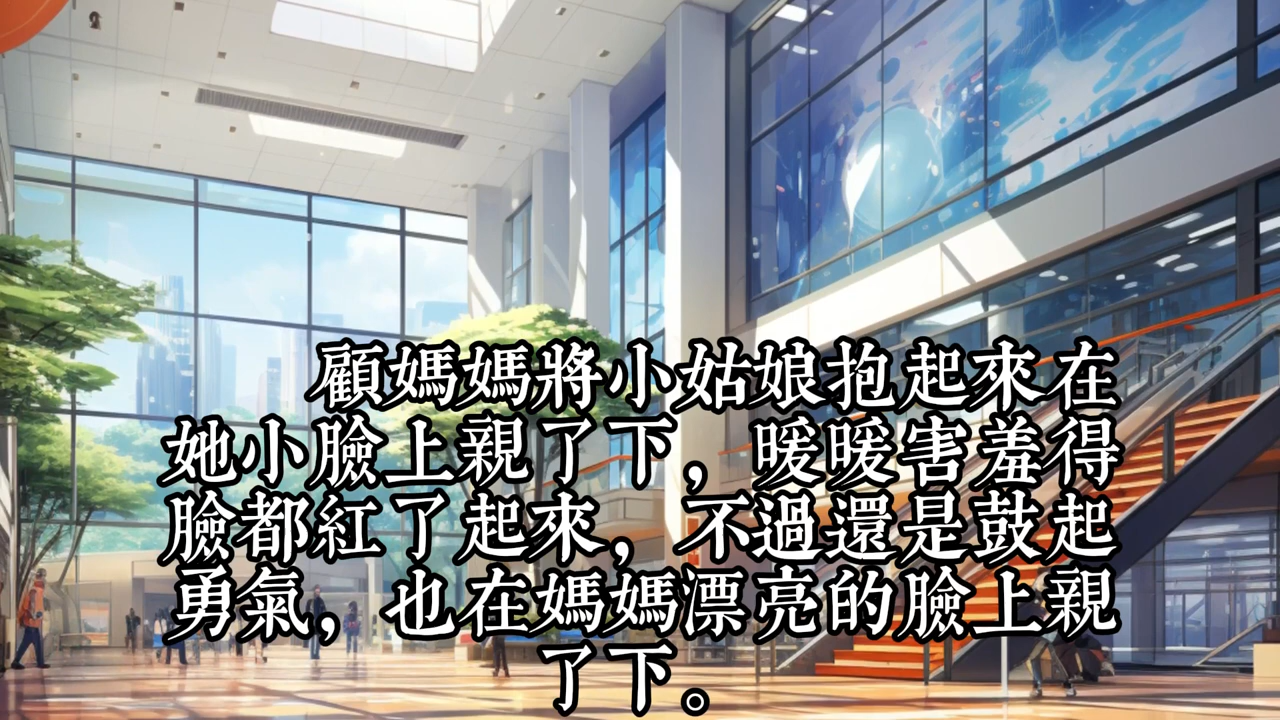 顧媽媽將小姑娘抱起來在
她小臉上親了下，暖暖害羞得
臉都紅了起來，不過還是鼓起
勇氣，也在媽媽漂亮的臉上親
了下。